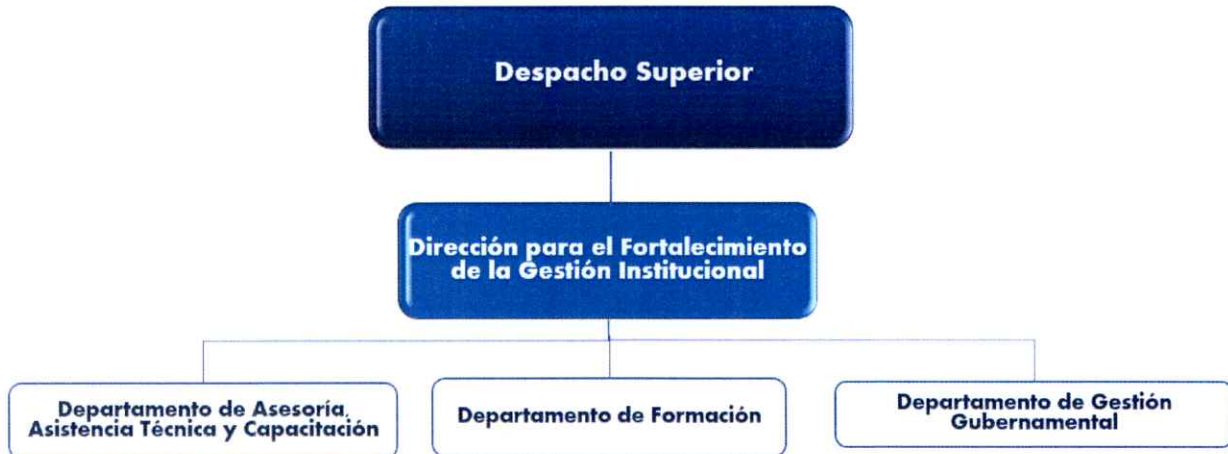 Despacho Superior
Dirección para el Fortalecimiento
de la Gestión Institucional
Departamento de Asesoría,
Asistencia Técnica y Capacitación
Departamento de Formación
Departamento de Gestión
Gubernamental